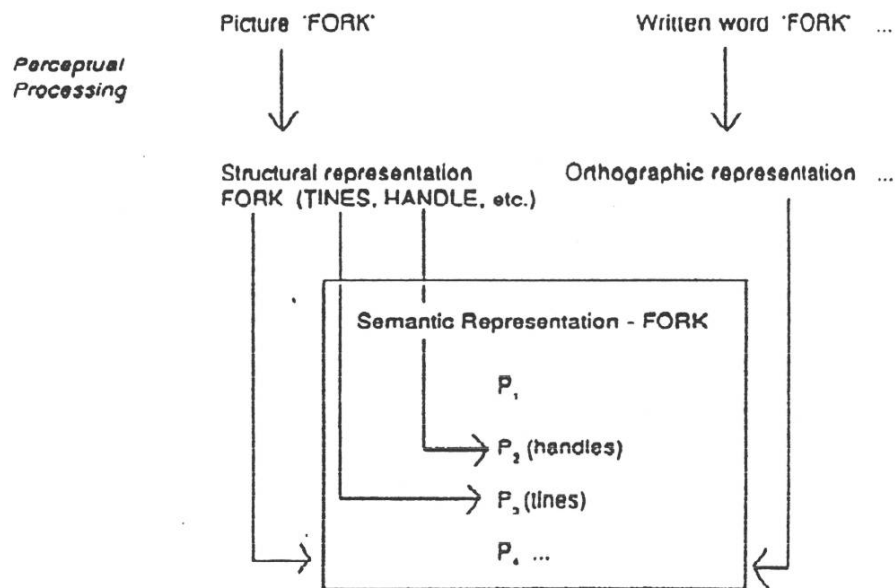 Picture "FORK"
Written word "FORK" ...
Perceptual
Processing
Structural representation
FORK (TINES, HANDLE, etc.)
Orthographic representation ...
Semantic Representation - FORK
P₁
P₂ (handles)
P₃ (tines)
P₄ ...